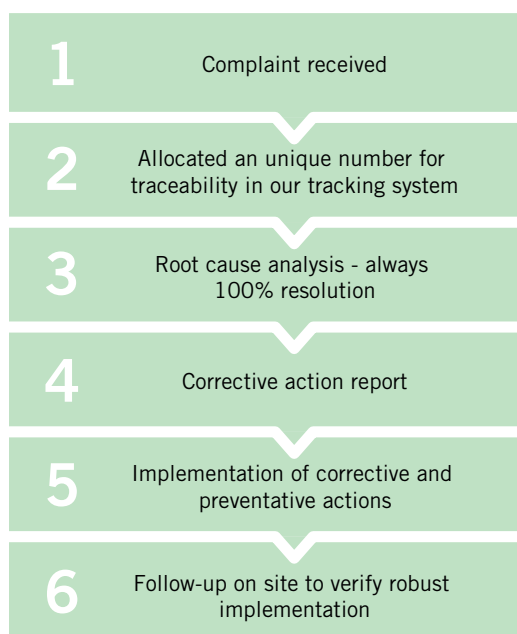 1
Complaint received
2
Allocated an unique number for
traceability in our tracking system
3
Root cause analysis - always
100% resolution
4
Corrective action report
5
Implementation of corrective and
preventative actions
6
Follow-up on site to verify robust
implementation